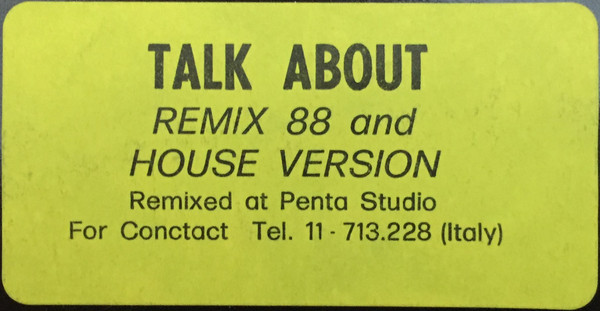 TALK ABOUT
REMIX 88 and
HOUSE VERSION
Remixed at Penta Studio
For Conctact Tel. 11 - 713.228 (Italy)